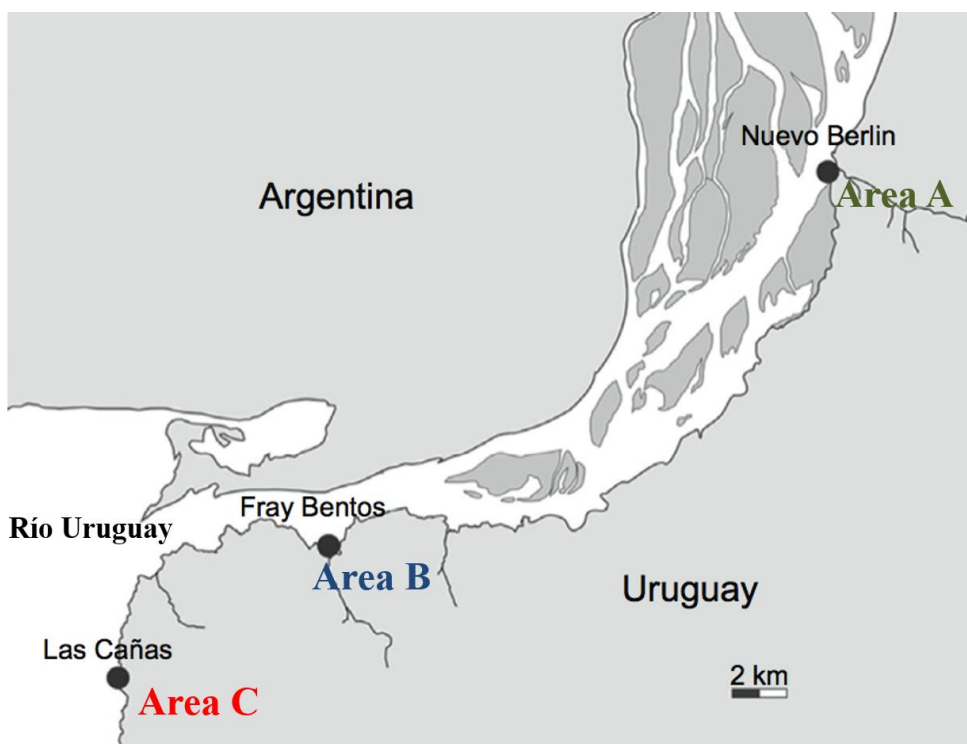 Nuevo Berlin
Area A
Argentina
Fray Bentos
Río Uruguay
Area B
Uruguay
Las Cañas
2 km
Area C